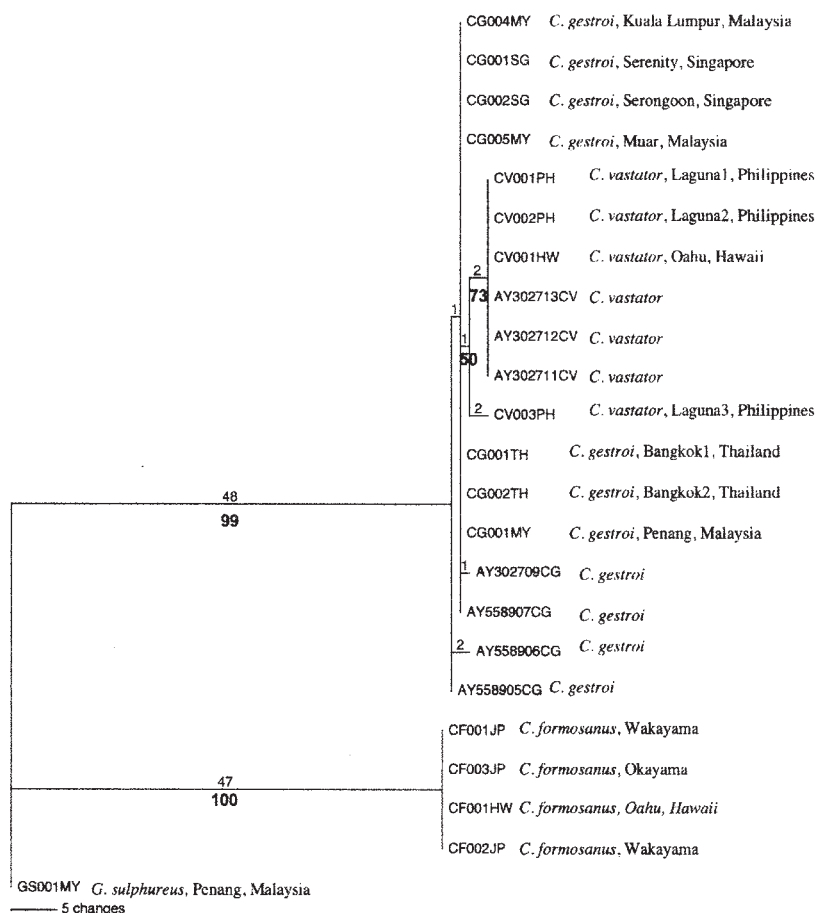 CG004MY C. gestroi, Kuala Lumpur, Malaysia
CG001SG C. gestroi, Serenity, Singapore
CG002SG C. gestroi, Serongoon, Singapore
CG005MY C. gestroi, Muar, Malaysia
CV001PH C. vastator, Laguna1, Philippines
CV002PH C. vastator, Laguna2, Philippines
CV001HW C. vastator, Oahu, Hawaii
2
73 AY302713CV C. vastator
1
AY302712CV C. vastator
1
50
AY302711CV C. vastator
2 CV003PH C. vastator, Laguna3, Philippines
CG001TH C. gestroi, Bangkok1, Thailand
CG002TH C. gestroi, Bangkok2, Thailand
48
99
CG001MY C. gestroi, Penang, Malaysia
1 AY302709CG C. gestroi
AY558907CG C. gestroi
2 AY558906CG C. gestroi
AY558905CG C. gestroi
CF001JP C. formosanus, Wakayama
CF003JP C. formosanus, Okayama
47
100
CF001HW C. formosanus, Oahu, Hawaii
CF002JP C. formosanus, Wakayama
GS001MY G. sulphureus, Penang, Malaysia
5 changes